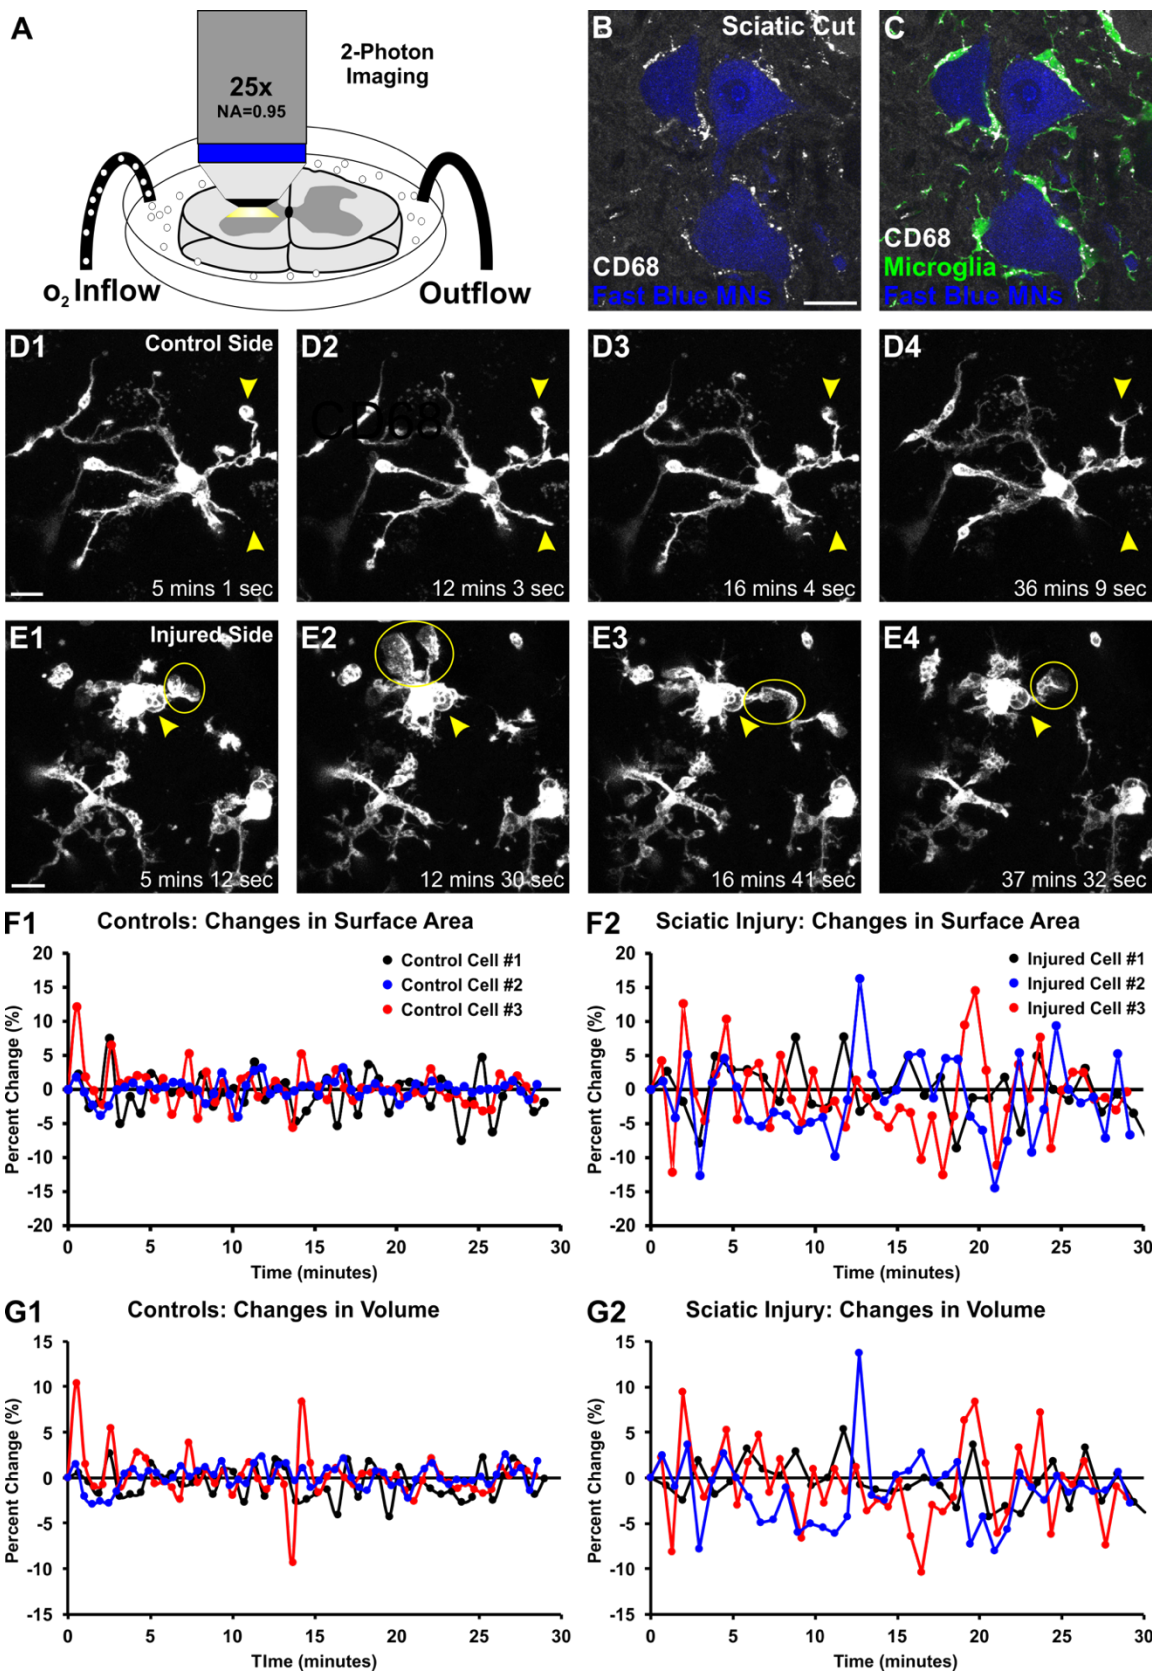 A
2-Photon
Imaging
25x
NA=0.95
o2 Inflow
Outflow
B
Sciatic Cut
CD68
Fast Blue MNs
C
CD68
Microglia
Fast Blue MNs
D1
Control Side
5 mins 1 sec
D2
CD68
12 mins 3 sec
D3
16 mins 4 sec
D4
36 mins 9 sec
E1
Injured Side
5 mins 12 sec
E2
12 mins 30 sec
E3
16 mins 41 sec
E4
37 mins 32 sec
F1
Controls: Changes in Surface Area
Control Cell #1
Control Cell #2
Control Cell #3
Percent Change (%)
20
15
10
5
0
-5
-10
-15
-20
0 5 10 15 20 25 30
Time (minutes)
F2
Sciatic Injury: Changes in Surface Area
Injured Cell #1
Injured Cell #2
Injured Cell #3
Percent Change (%)
20
15
10
5
0
-5
-10
-15
-20
0 5 10 15 20 25 30
Time (minutes)
G1
Controls: Changes in Volume
Percent Change (%)
15
10
5
0
-5
-10
-15
0 5 10 15 20 25 30
TIme (minutes)
G2
Sciatic Injury: Changes in Volume
Percent Change (%)
15
10
5
0
-5
-10
-15
0 5 10 15 20 25 30
Time (minutes)